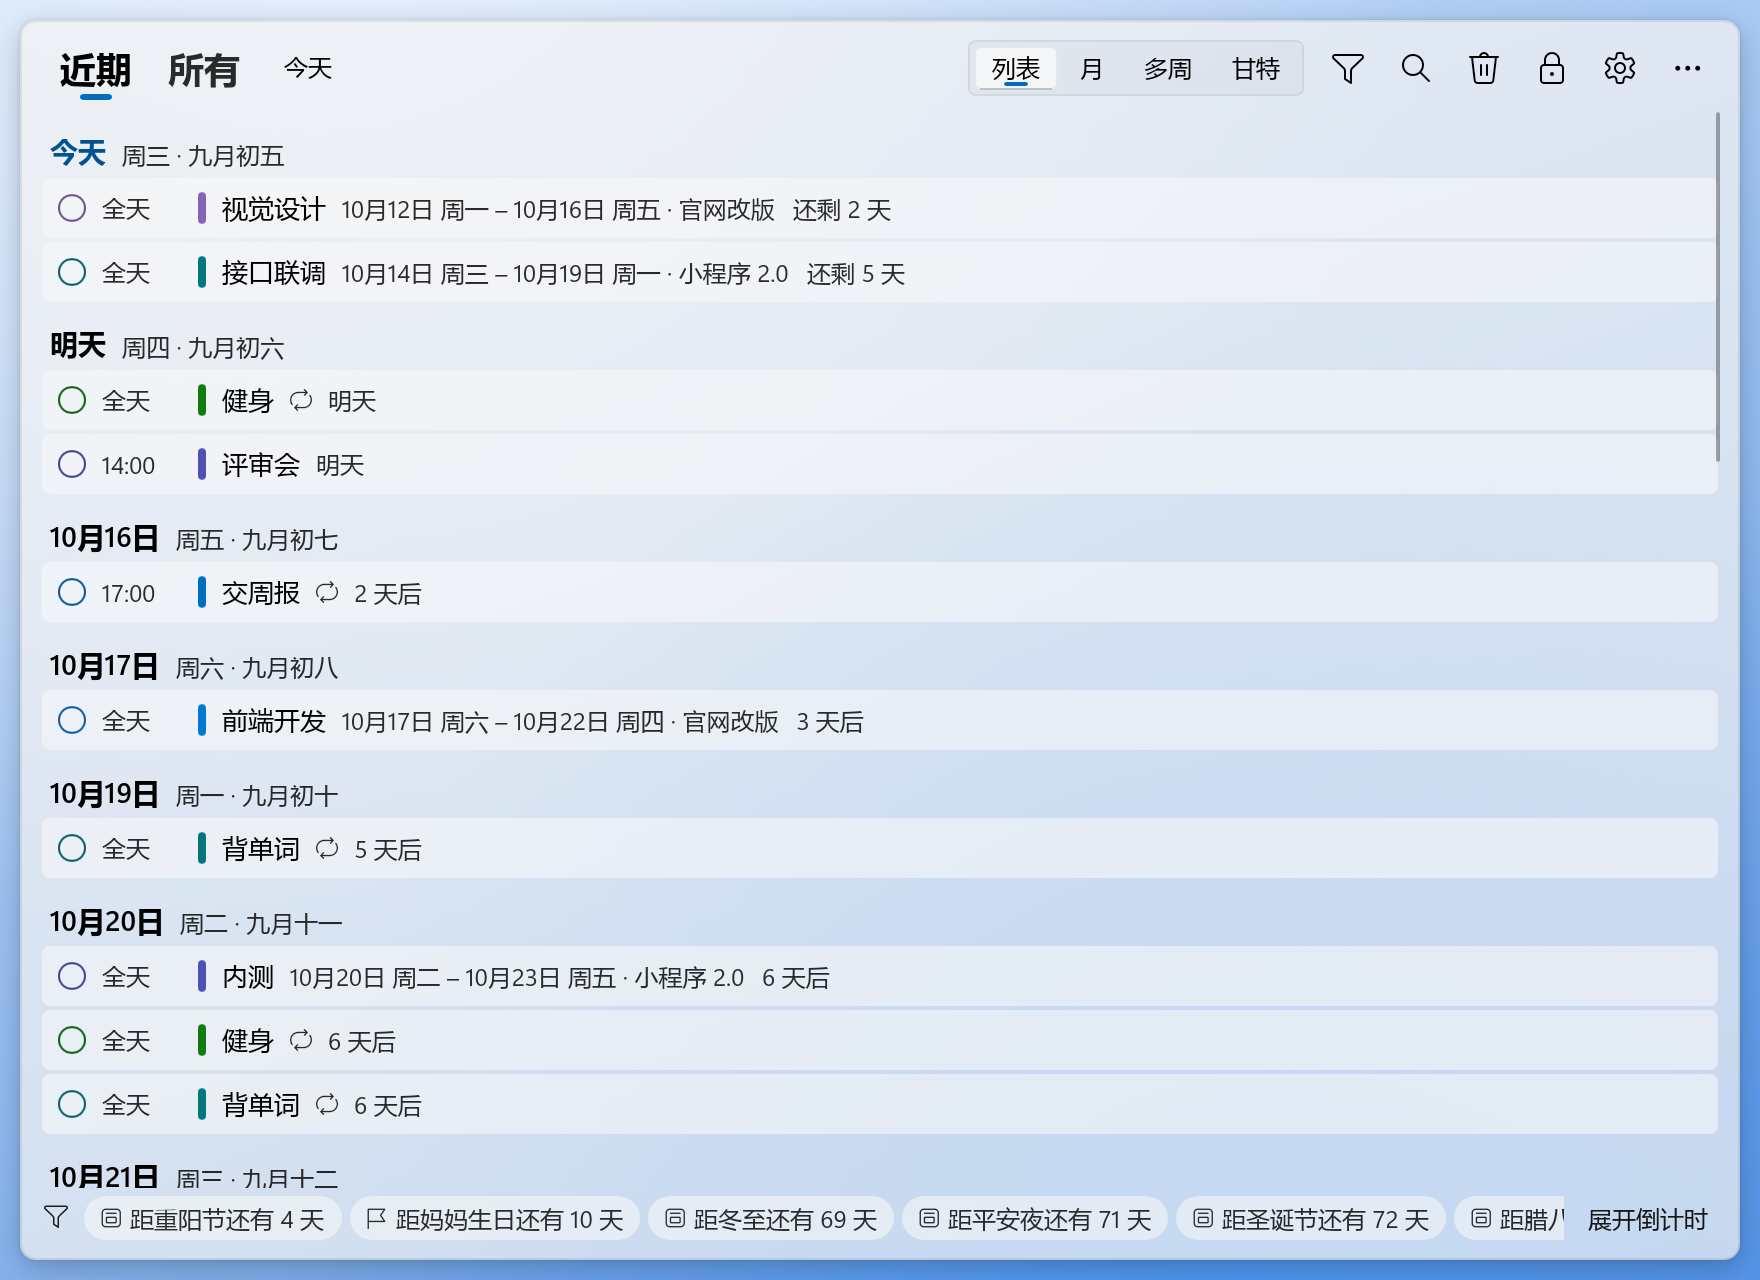 近期 所有 今天 列表 月 多周 甘特
今天 周三 · 九月初五
全天 视觉设计 10月12日 周一 – 10月16日 周五 · 官网改版 还剩 2 天
全天 接口联调 10月14日 周三 – 10月19日 周一 · 小程序 2.0 还剩 5 天
明天 周四 · 九月初六
全天 健身 明天
14:00 评审会 明天
10月16日 周五 · 九月初七
17:00 交周报 2 天后
10月17日 周六 · 九月初八
全天 前端开发 10月17日 周六 – 10月22日 周四 · 官网改版 3 天后
10月19日 周一 · 九月初十
全天 背单词 5 天后
10月20日 周二 · 九月十一
全天 内测 10月20日 周二 – 10月23日 周五 · 小程序 2.0 6 天后
全天 健身 6 天后
全天 背单词 6 天后
10月21日 周三 · 九月十二
距重阳节还有 4 天 距妈妈生日还有 10 天 距冬至还有 69 天 距平安夜还有 71 天 距圣诞节还有 72 天 距腊八 展开倒计时